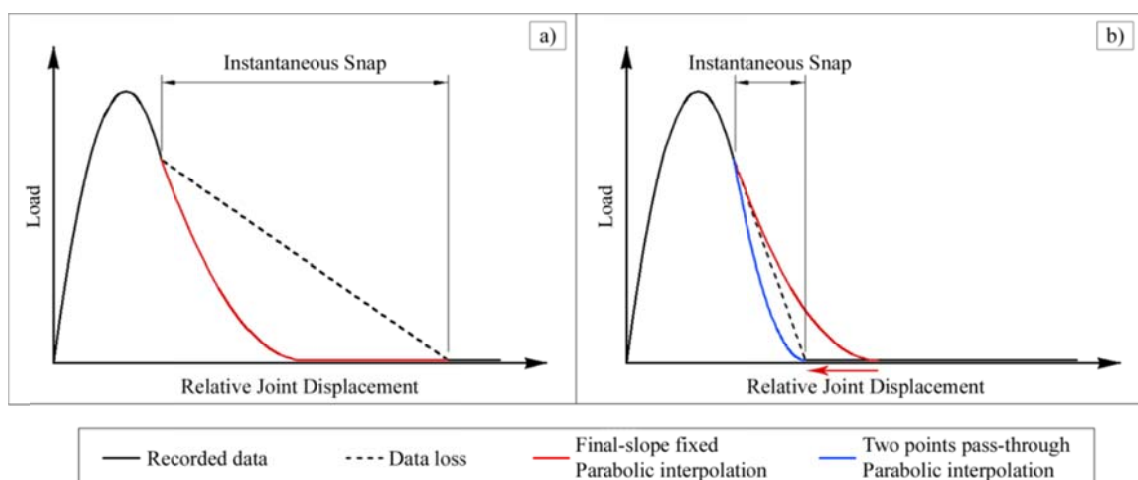 a)
Instantaneous Snap
Load
Relative Joint Displacement
b)
Instantaneous Snap
Load
Relative Joint Displacement
Recorded data
Data loss
Final-slope fixed
Parabolic interpolation
Two points pass-through
Parabolic interpolation